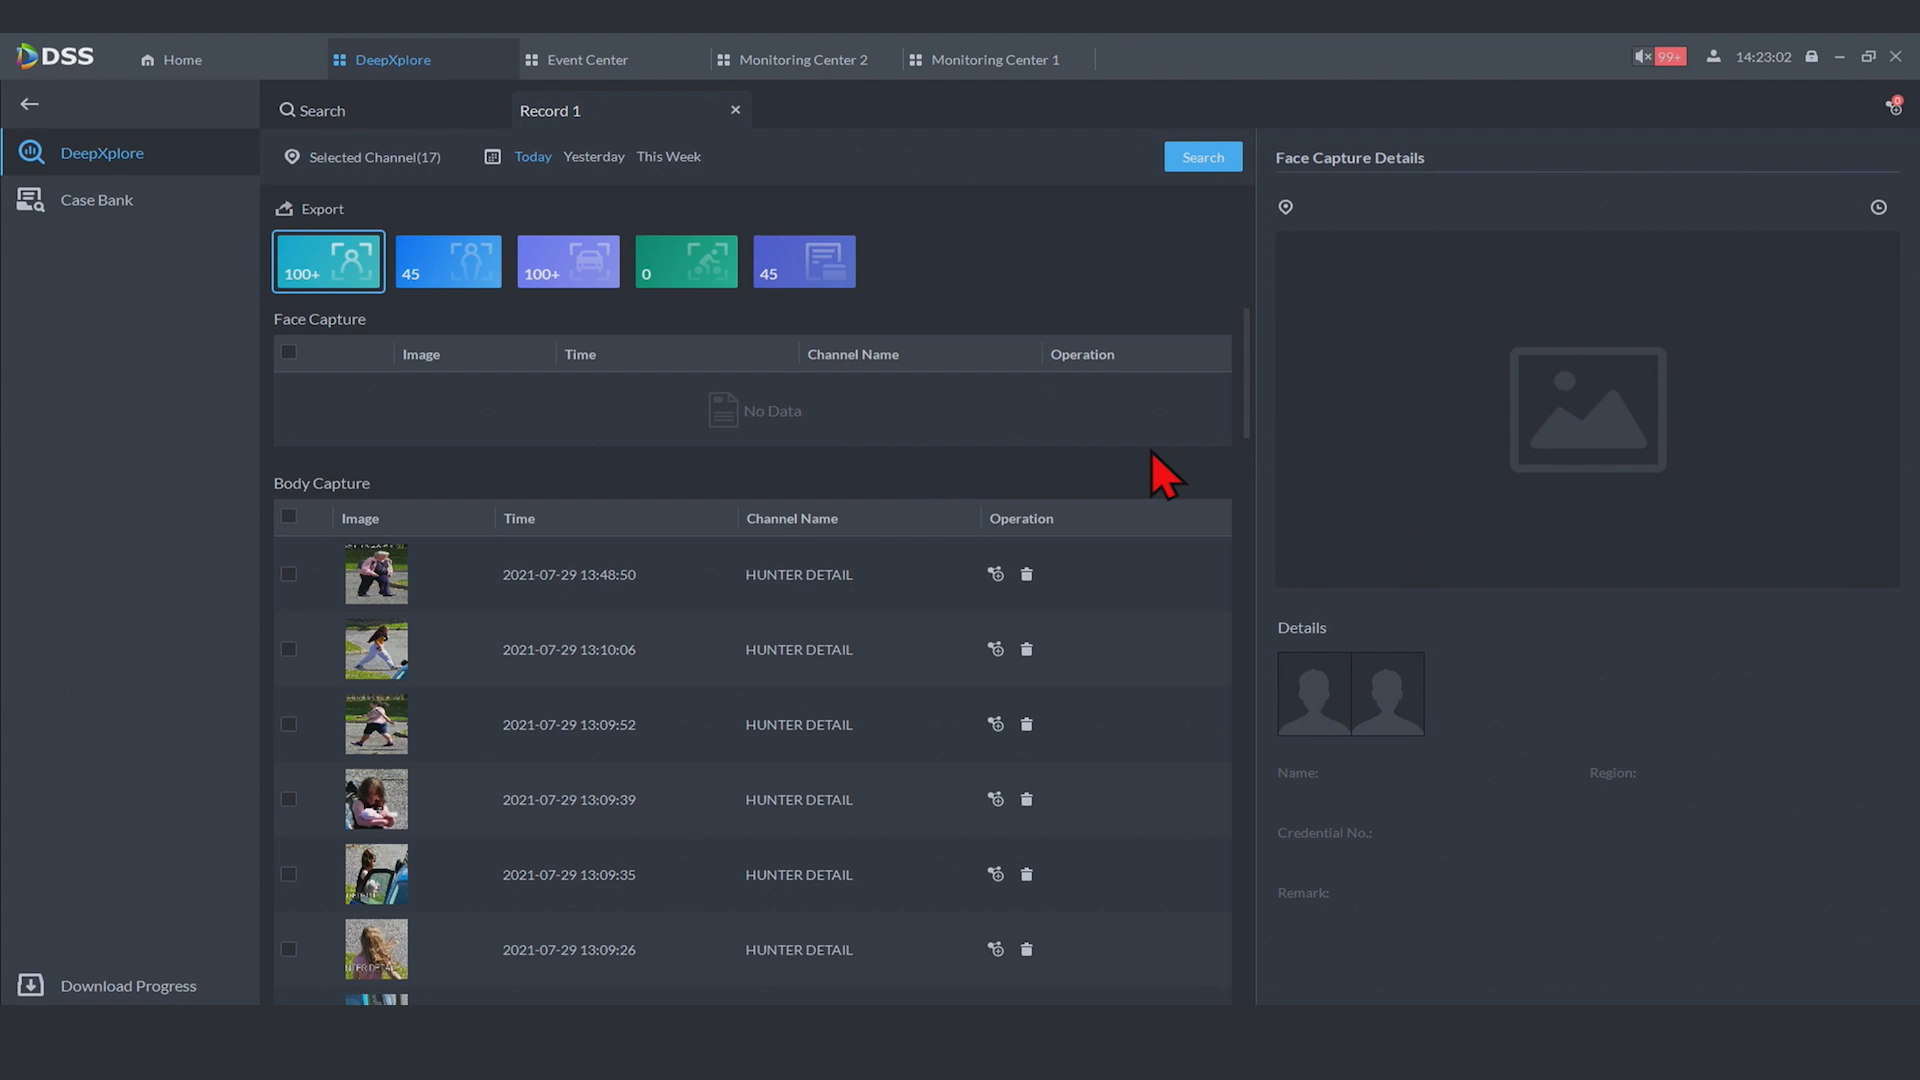 DSS
Home
DeepXplore
Event Center
Monitoring Center 2
Monitoring Center 1
99+
14:23:02
Search
Record 1
0
DeepXplore
Case Bank
Selected Channel(17)
Today
Yesterday
This Week
Search
Face Capture Details
Export
100+
45
100+
0
45
Face Capture
Image
Time
Channel Name
Operation
No Data
Body Capture
Image
Time
Channel Name
Operation
2021-07-29 13:48:50
HUNTER DETAIL
2021-07-29 13:10:06
HUNTER DETAIL
2021-07-29 13:09:52
HUNTER DETAIL
2021-07-29 13:09:39
HUNTER DETAIL
2021-07-29 13:09:35
HUNTER DETAIL
2021-07-29 13:09:26
HUNTER DETAIL
Details
Name:
Region:
Credential No.:
Remark:
Download Progress